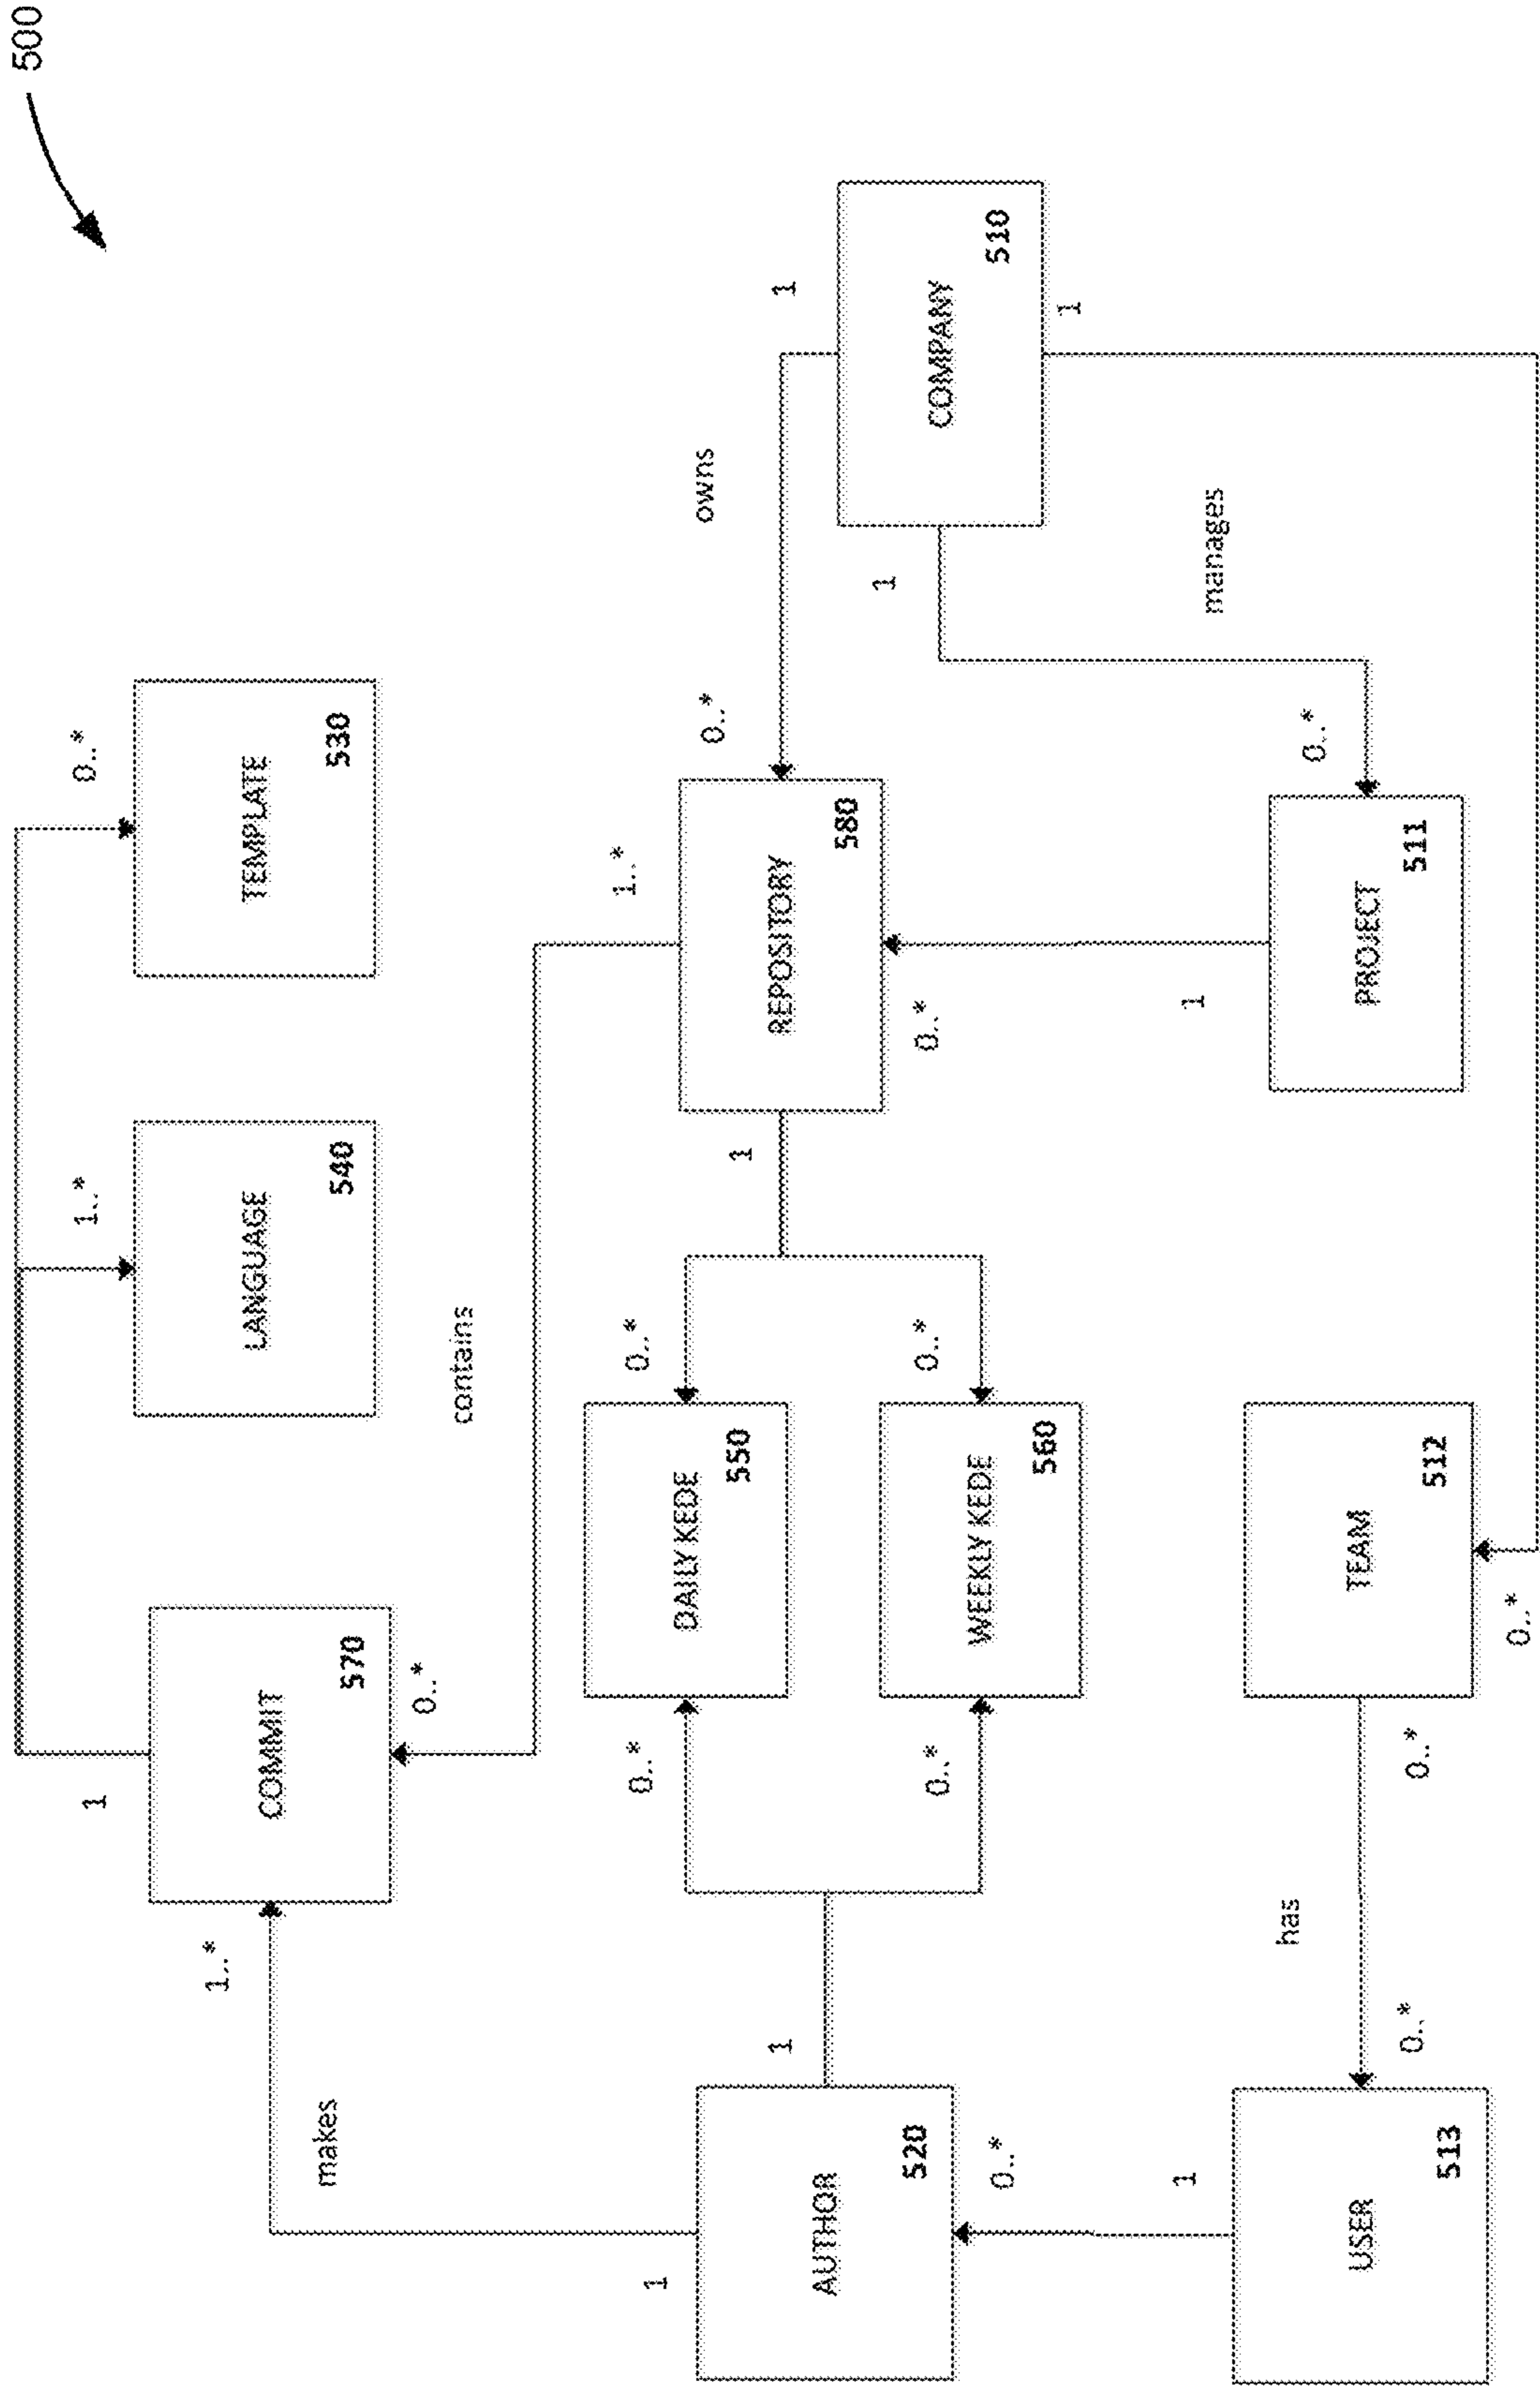 500
1
1..*
0..*
1..*
COMMIT
LANGUAGE
TEMPLATE
makes
570
540
530
0..*
contains
1..*
1
0..*
0..*
DAILY KEDE
owns
0..*
550
1
1
REPOSITORY
1
AUTHOR
580
1
520
0..*
0..*
0..*
COMPANY
WEEKLY KEDE
510
0..*
560
1
1
1
manages
has
0..*
USER
TEAM
PROJECT
0..*
0..*
511
513
512
0..*